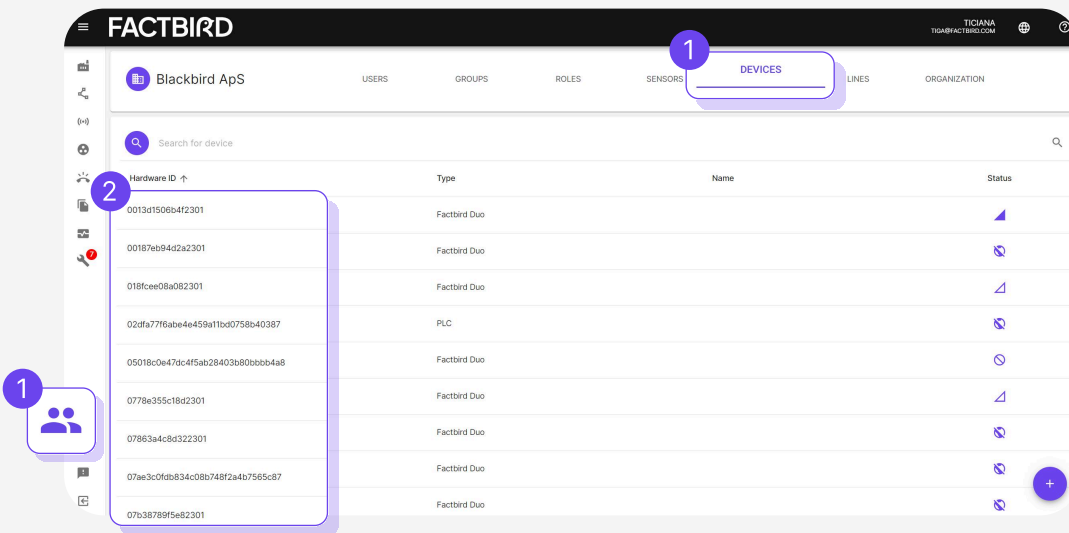 FACTBIRD
TICIANA
TIGA@FACTBIRD.COM
1
Blackbird ApS
USERS
GROUPS
ROLES
SENSORS
DEVICES
LINES
ORGANIZATION
Search for device
2
Hardware ID
Type
Name
Status
0013d1506b4f2301
Factbird Duo
00187eb94d2a2301
Factbird Duo
7
018fcee08a082301
Factbird Duo
02dfa77f6abe4e459a11bd0758b40387
PLC
05018c0e47dc4f5ab28403b80bbbb4a8
Factbird Duo
1
0778e355c18d2301
Factbird Duo
07863a4c8d322301
Factbird Duo
07ae3c0fdb834c08b748f2a4b7565c87
Factbird Duo
07b38789f5e82301
Factbird Duo